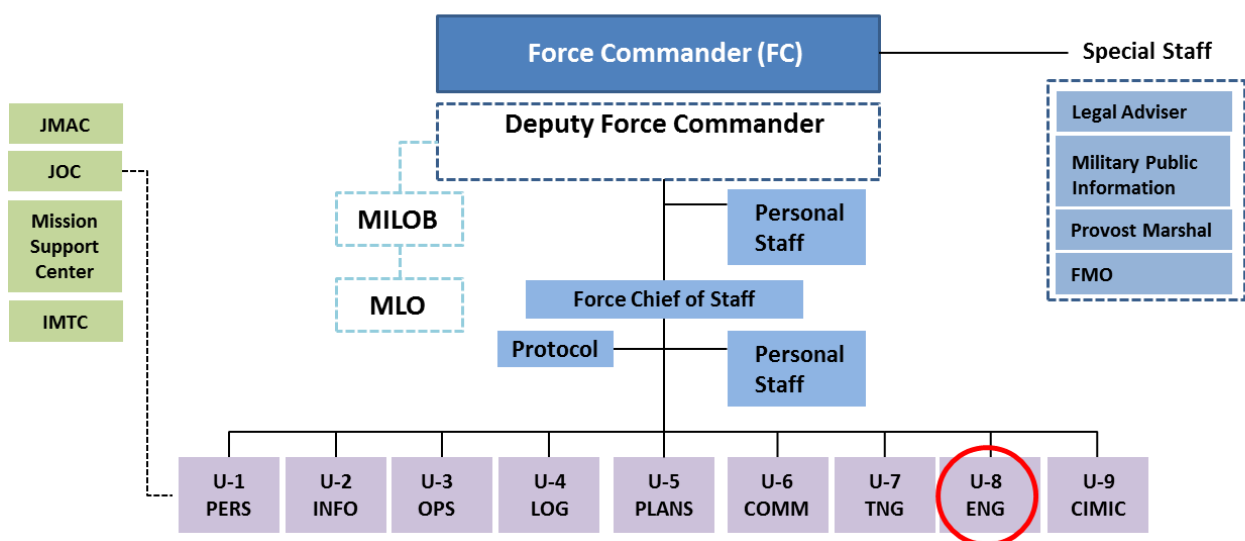 Force Commander (FC)
Special Staff
Deputy Force Commander
Legal Adviser
Military Public
Information
Provost Marshal
FMO
JMAC
JOC
Mission
Support
Center
IMTC
MILOB
MLO
Personal
Staff
Force Chief of Staff
Protocol
Personal
Staff
U-1
PERS
U-2
INFO
U-3
OPS
U-4
LOG
U-5
PLANS
U-6
COMM
U-7
TNG
U-8
ENG
U-9
CIMIC